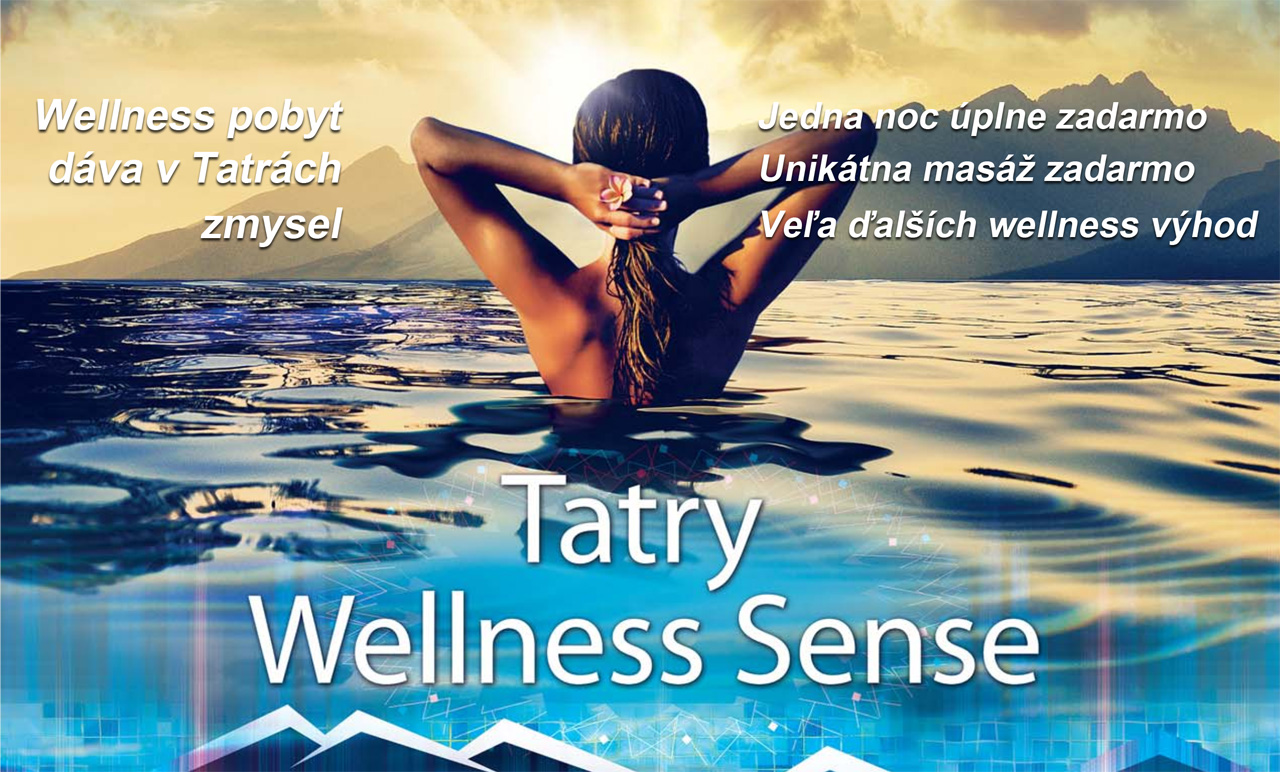 Wellness pobyt
dáva v Tatrách
zmysel
Jedna noc úplne zadarmo
Unikátna masáž zadarmo
Veľa ďalších wellness výhod
Tatry
Wellness Sense